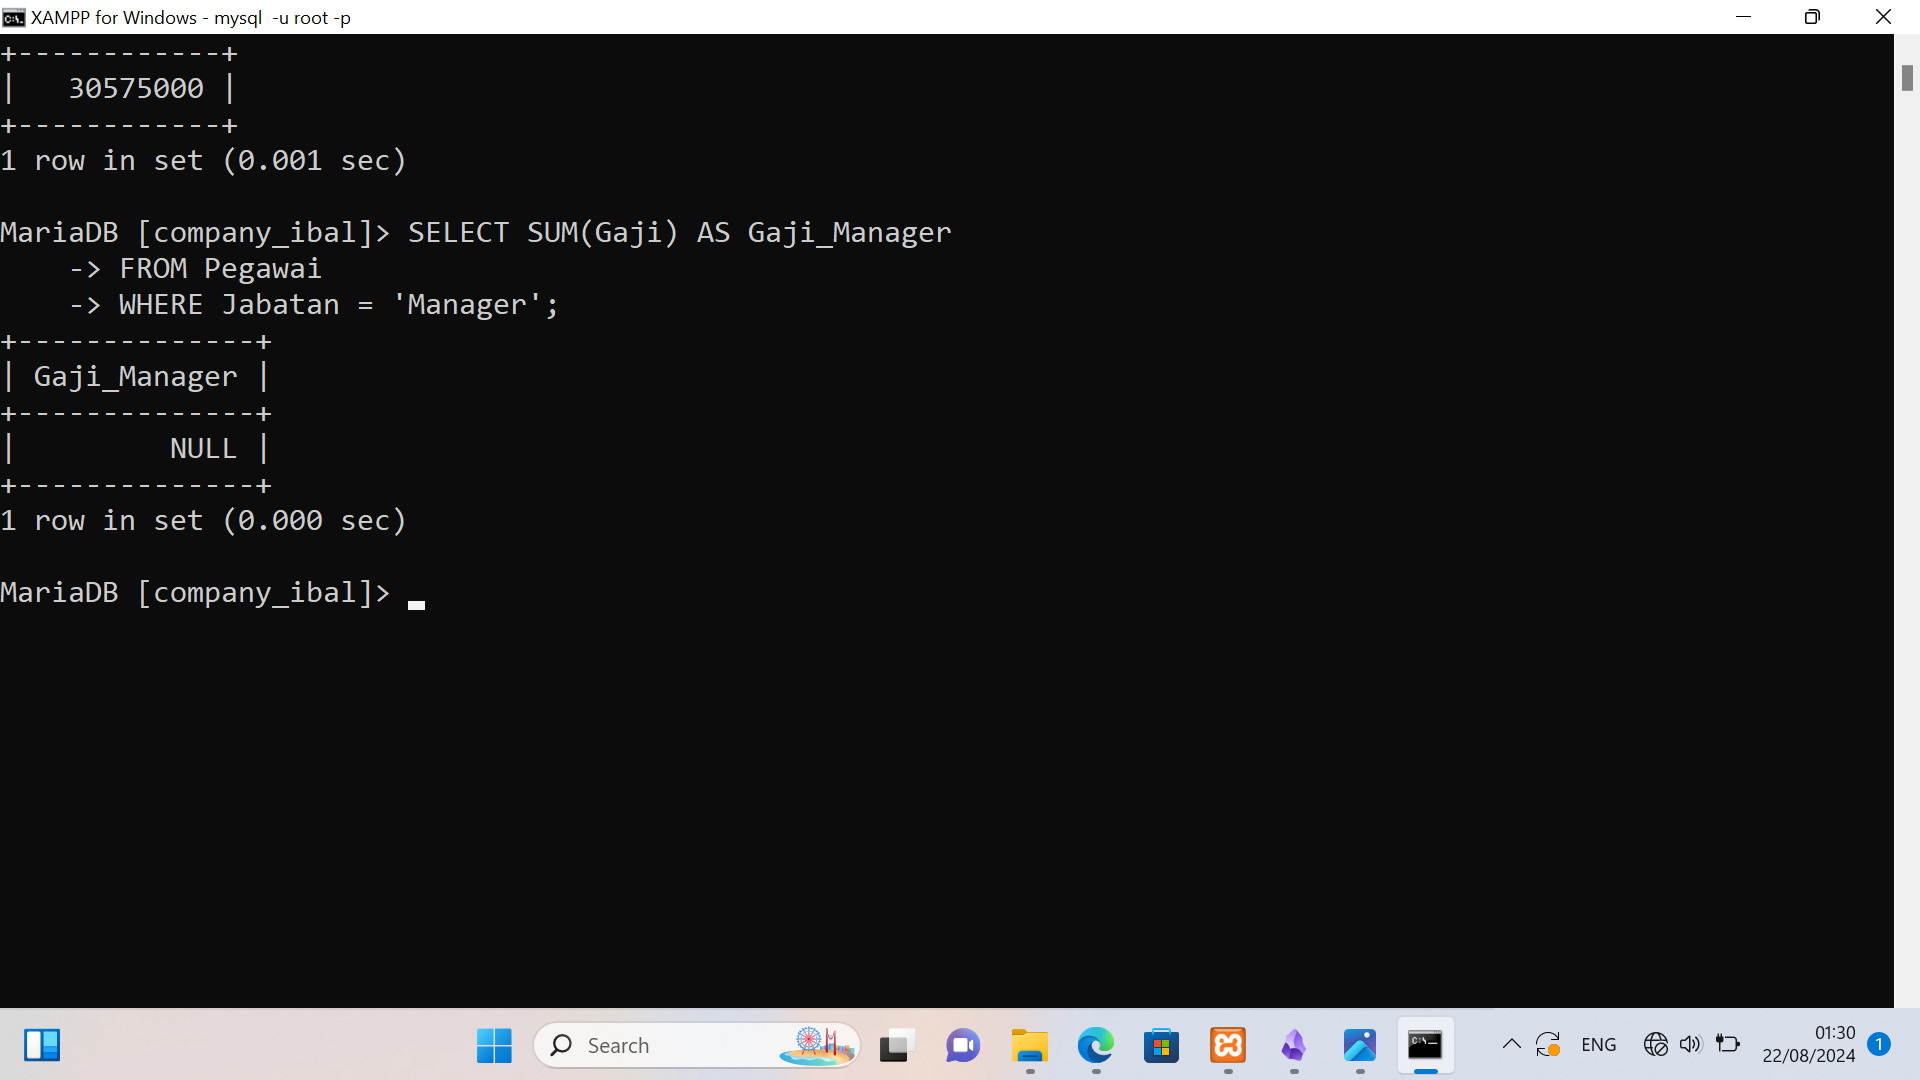 XAMPP for Windows - mysql  -u root -p
+------------+
|   30575000 |
+------------+
1 row in set (0.001 sec)
MariaDB [company_ibal]> SELECT SUM(Gaji) AS Gaji_Manager
    -> FROM Pegawai
    -> WHERE Jabatan = 'Manager';
+--------------+
| Gaji_Manager |
+--------------+
|         NULL |
+--------------+
1 row in set (0.000 sec)
MariaDB [company_ibal]>
Search
ENG
01:30
22/08/2024
1